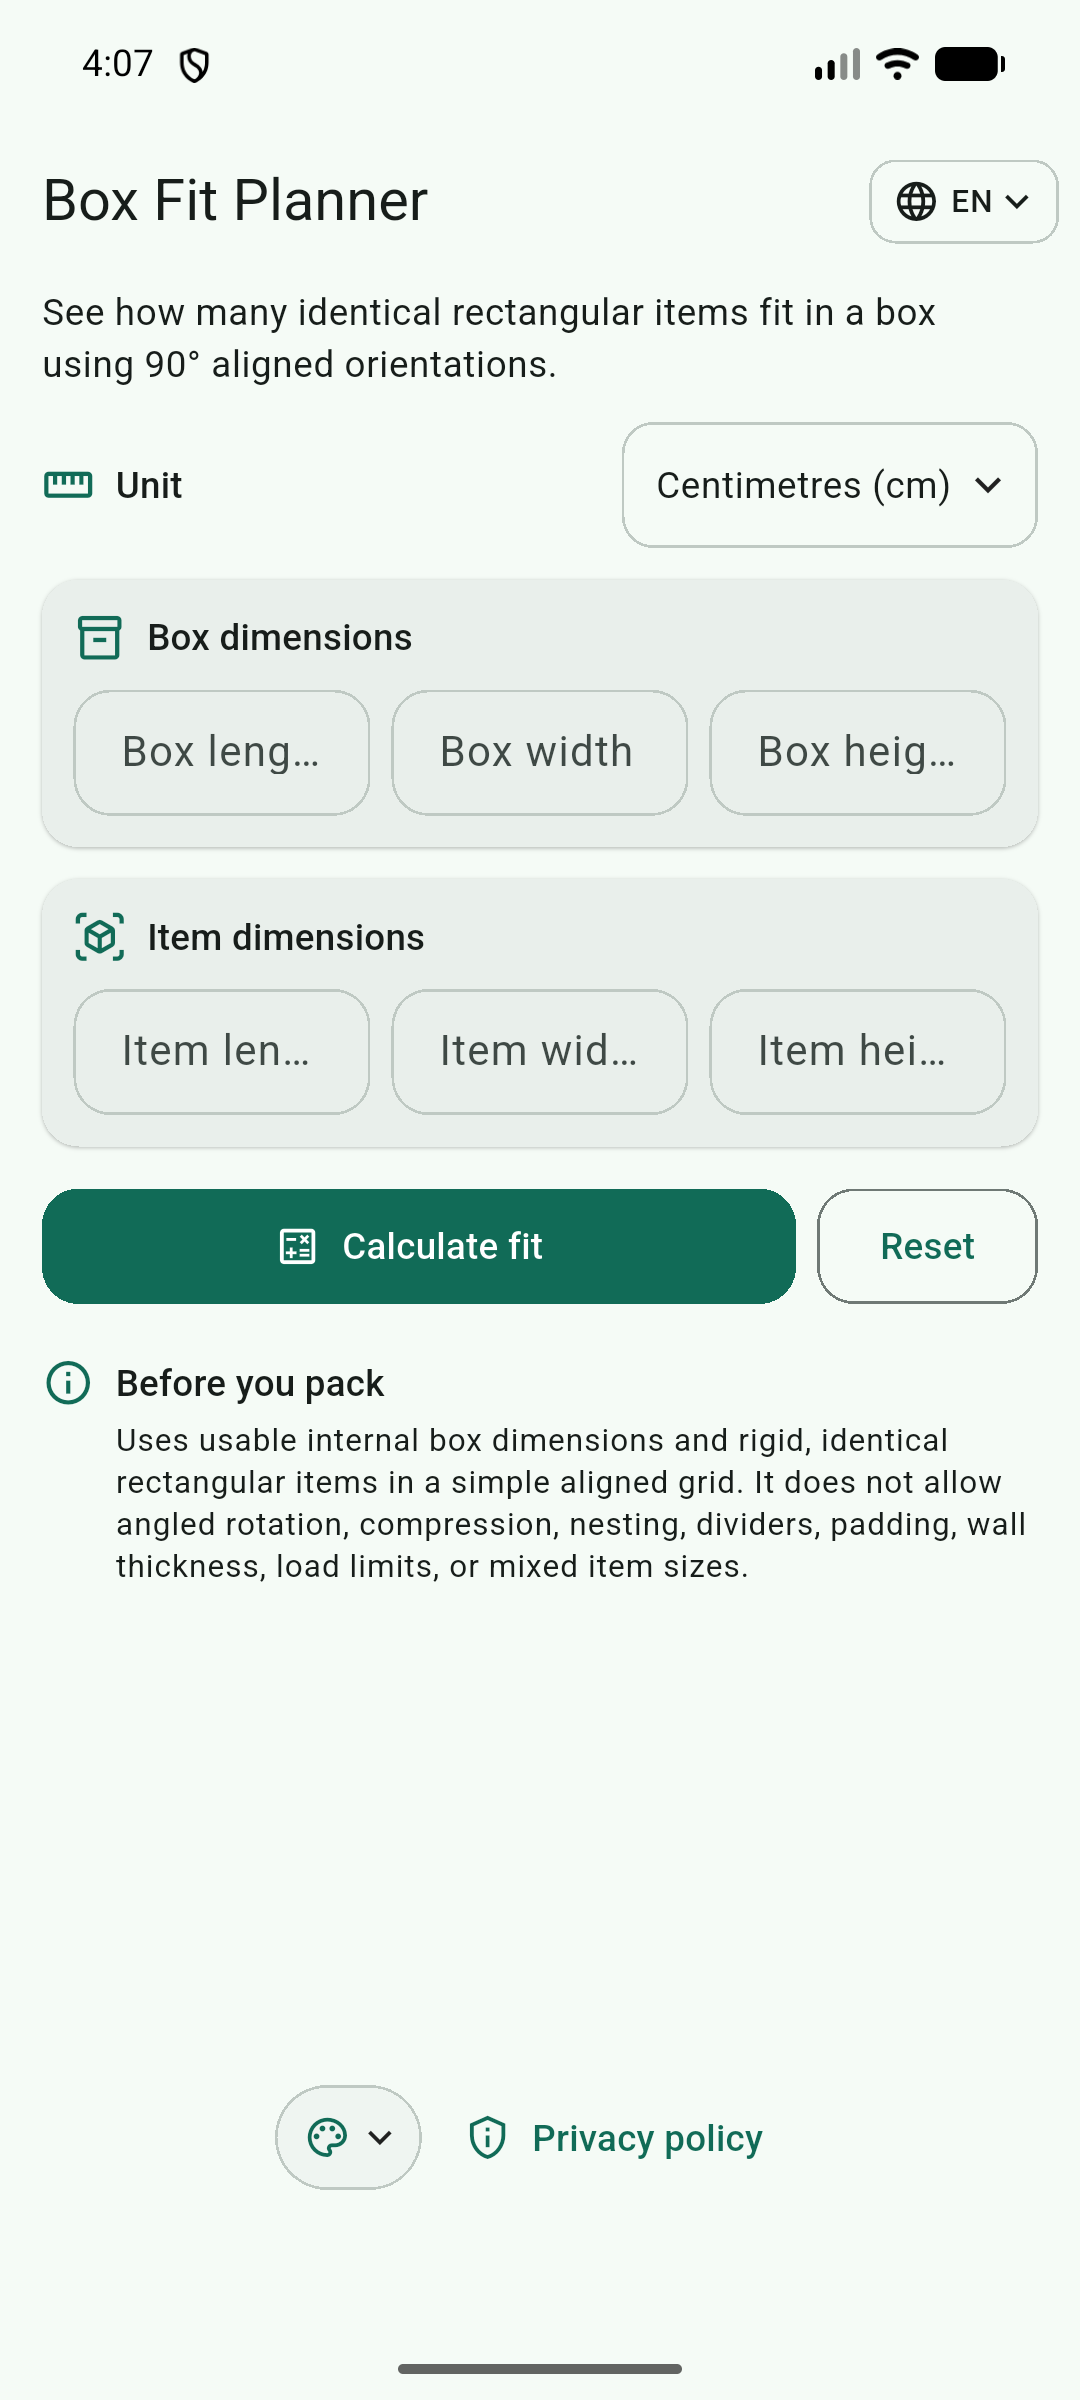 4:07
Box Fit Planner
EN
See how many identical rectangular items fit in a box
using 90° aligned orientations.
Unit
Centimetres (cm)
Box dimensions
Box leng…
Box width
Box heig…
Item dimensions
Item len…
Item wid…
Item hei…
Calculate fit
Reset
Before you pack
Uses usable internal box dimensions and rigid, identical
rectangular items in a simple aligned grid. It does not allow
angled rotation, compression, nesting, dividers, padding, wall
thickness, load limits, or mixed item sizes.
Privacy policy